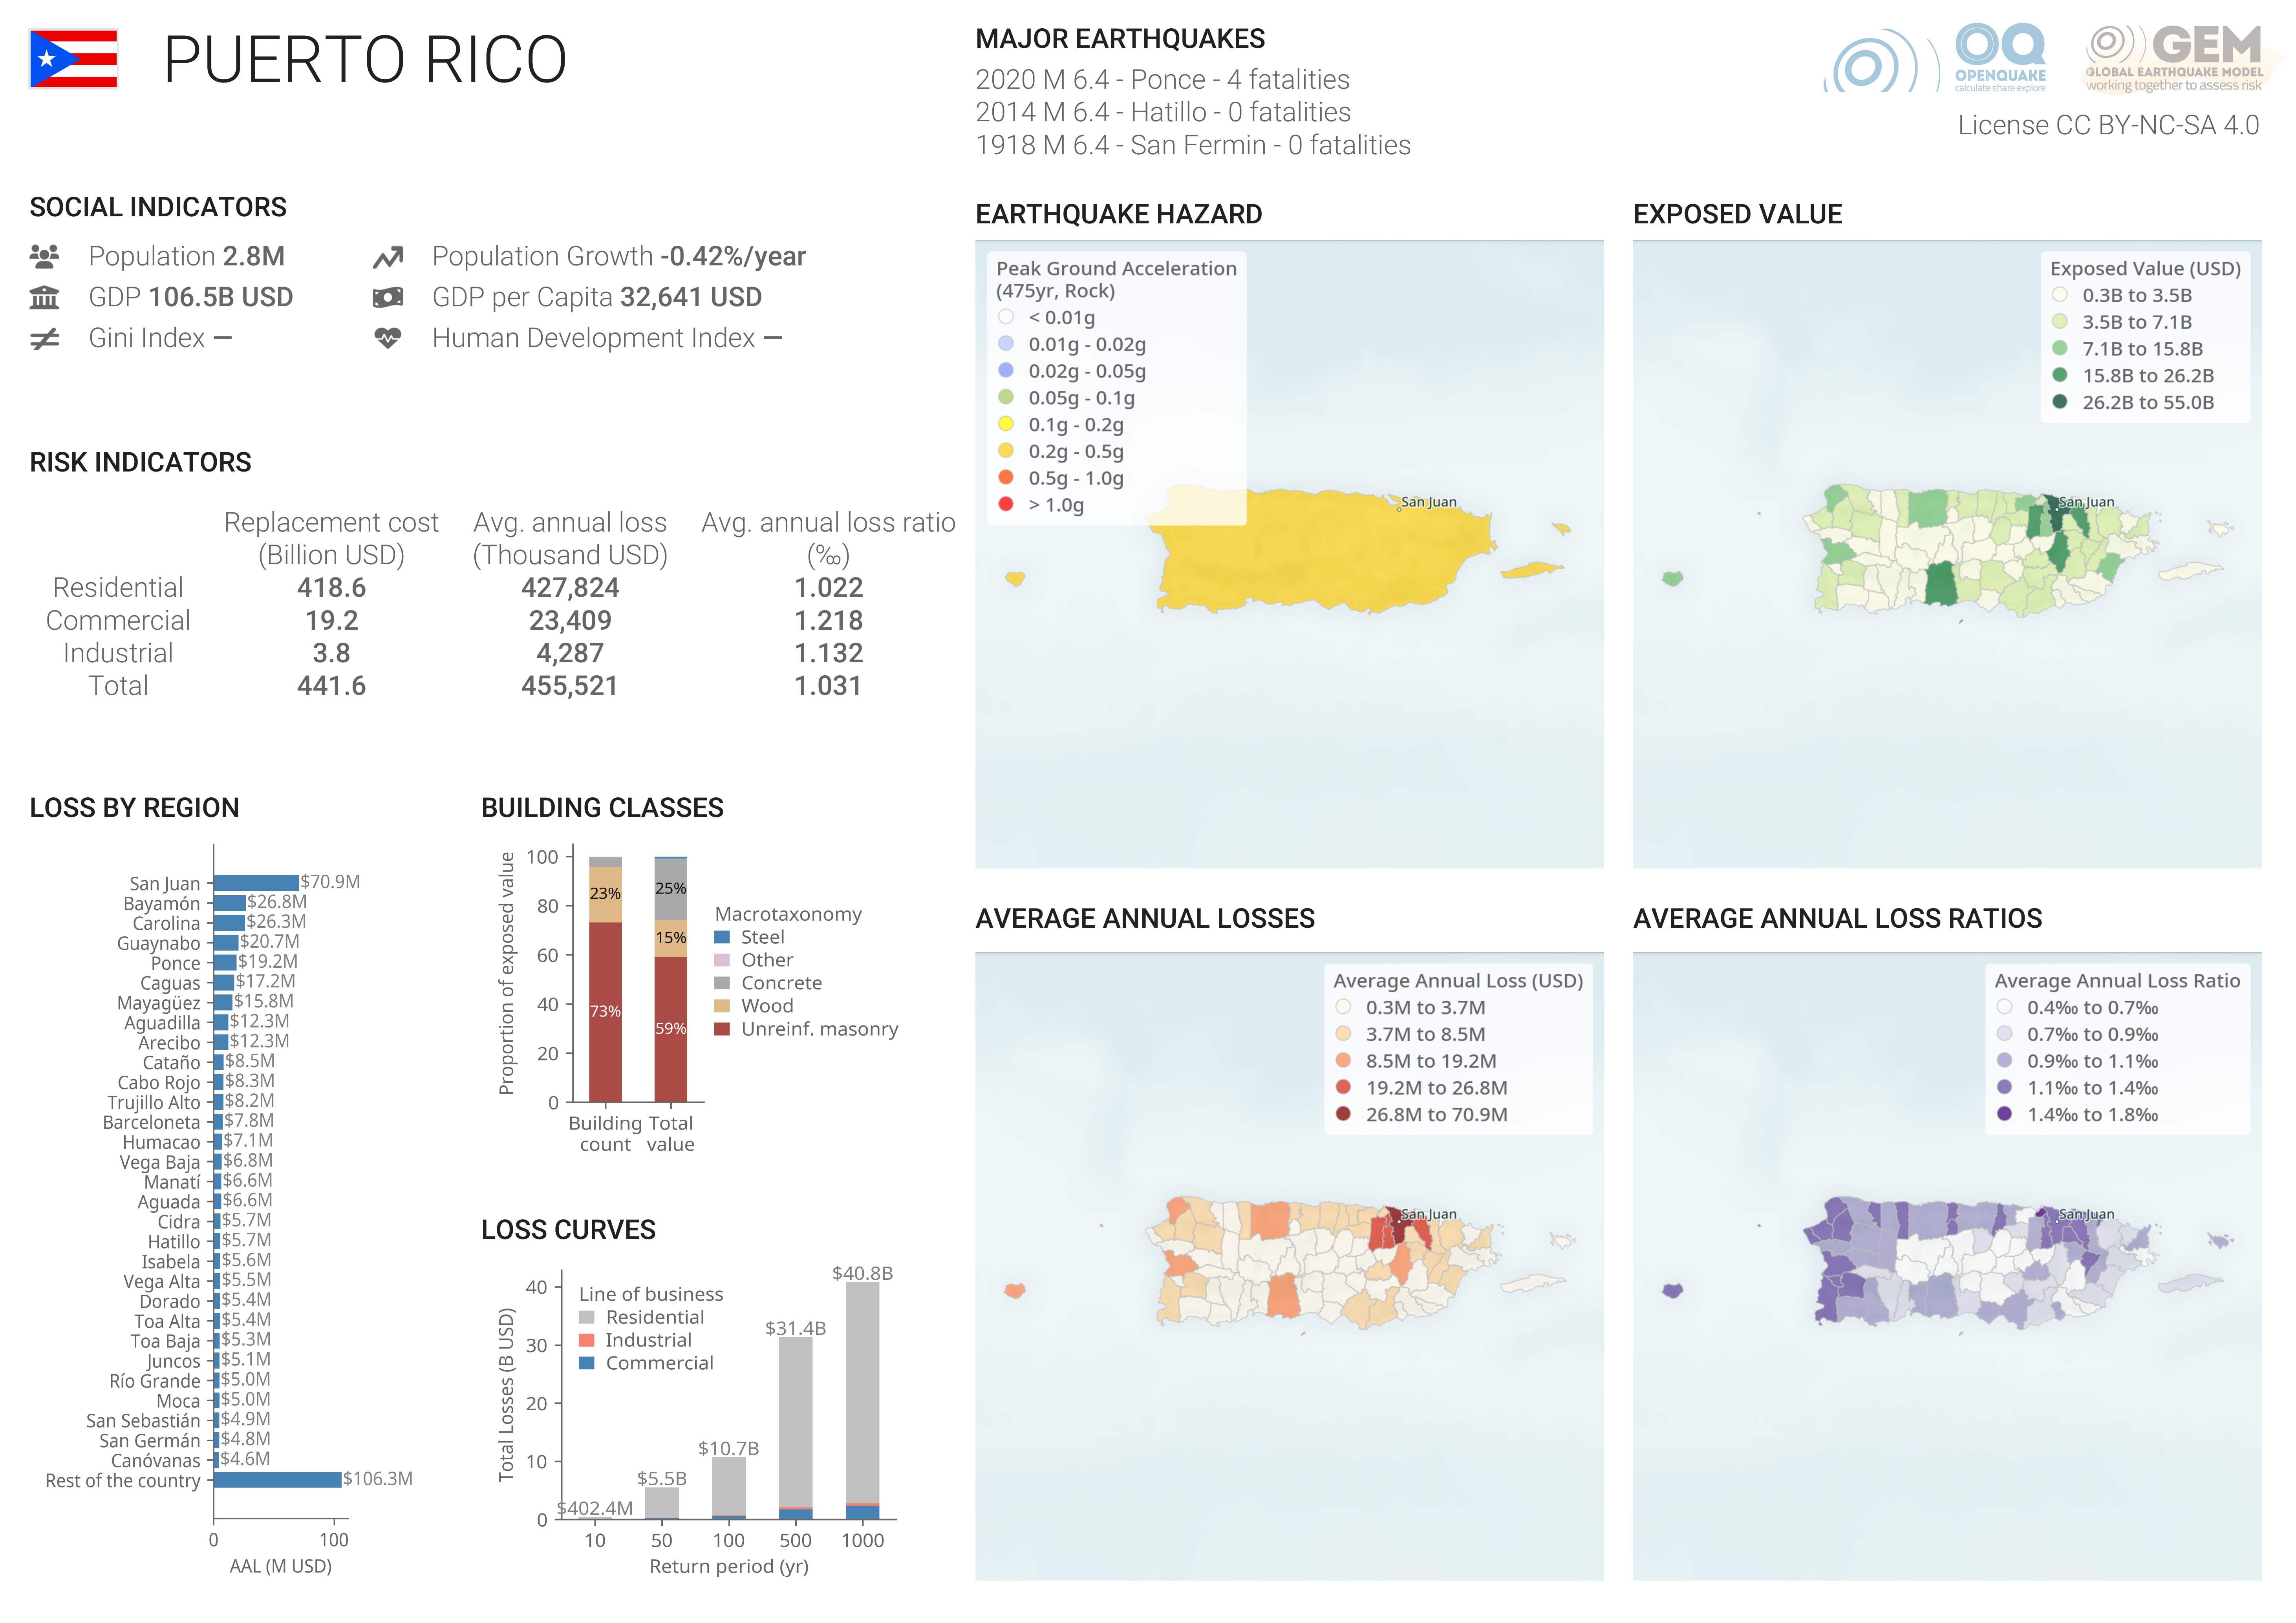 PUERTO RICO
MAJOR EARTHQUAKES
2020 M 6.4 - Ponce - 4 fatalities
2014 M 6.4 - Hatillo - 0 fatalities
1918 M 6.4 - San Fermin - 0 fatalities
OQ
OPENQUAKE
calculate share explore
GEM
GLOBAL EARTHQUAKE MODEL
working together to assess risk
License CC BY-NC-SA 4.0
SOCIAL INDICATORS
Population 2.8M
Population Growth -0.42%/year
GDP 106.5B USD
GDP per Capita 32,641 USD
Gini Index —
Human Development Index —
RISK INDICATORS
Replacement cost (Billion USD)
Avg. annual loss (Thousand USD)
Avg. annual loss ratio (‰)
Residential 418.6 427,824 1.022
Commercial 19.2 23,409 1.218
Industrial 3.8 4,287 1.132
Total 441.6 455,521 1.031
LOSS BY REGION
San Juan $70.9M
Bayamón $26.8M
Carolina $26.3M
Guaynabo $20.7M
Ponce $19.2M
Caguas $17.2M
Mayagüez $15.8M
Aguadilla $12.3M
Arecibo $12.3M
Cataño $8.5M
Cabo Rojo $8.3M
Trujillo Alto $8.2M
Barceloneta $7.8M
Humacao $7.1M
Vega Baja $6.8M
Manatí $6.6M
Aguada $6.6M
Cidra $5.7M
Hatillo $5.7M
Isabela $5.6M
Vega Alta $5.5M
Dorado $5.4M
Toa Alta $5.4M
Toa Baja $5.3M
Juncos $5.1M
Río Grande $5.0M
Moca $5.0M
San Sebastián $4.9M
San Germán $4.8M
Canóvanas $4.6M
Rest of the country $106.3M
0 100
AAL (M USD)
BUILDING CLASSES
Proportion of exposed value
100
80
60
40
20
0
23%
73%
25%
15%
59%
Building count
Total value
Macrotaxonomy
Steel
Other
Concrete
Wood
Unreinf. masonry
LOSS CURVES
Total Losses (B USD)
40
30
20
10
0
Line of business
Residential
Industrial
Commercial
$402.4M
$5.5B
$10.7B
$31.4B
$40.8B
10 50 100 500 1000
Return period (yr)
EARTHQUAKE HAZARD
Peak Ground Acceleration
(475yr, Rock)
< 0.01g
0.01g - 0.02g
0.02g - 0.05g
0.05g - 0.1g
0.1g - 0.2g
0.2g - 0.5g
0.5g - 1.0g
> 1.0g
San Juan
EXPOSED VALUE
Exposed Value (USD)
0.3B to 3.5B
3.5B to 7.1B
7.1B to 15.8B
15.8B to 26.2B
26.2B to 55.0B
San Juan
AVERAGE ANNUAL LOSSES
Average Annual Loss (USD)
0.3M to 3.7M
3.7M to 8.5M
8.5M to 19.2M
19.2M to 26.8M
26.8M to 70.9M
San Juan
AVERAGE ANNUAL LOSS RATIOS
Average Annual Loss Ratio
0.4‰ to 0.7‰
0.7‰ to 0.9‰
0.9‰ to 1.1‰
1.1‰ to 1.4‰
1.4‰ to 1.8‰
San Juan